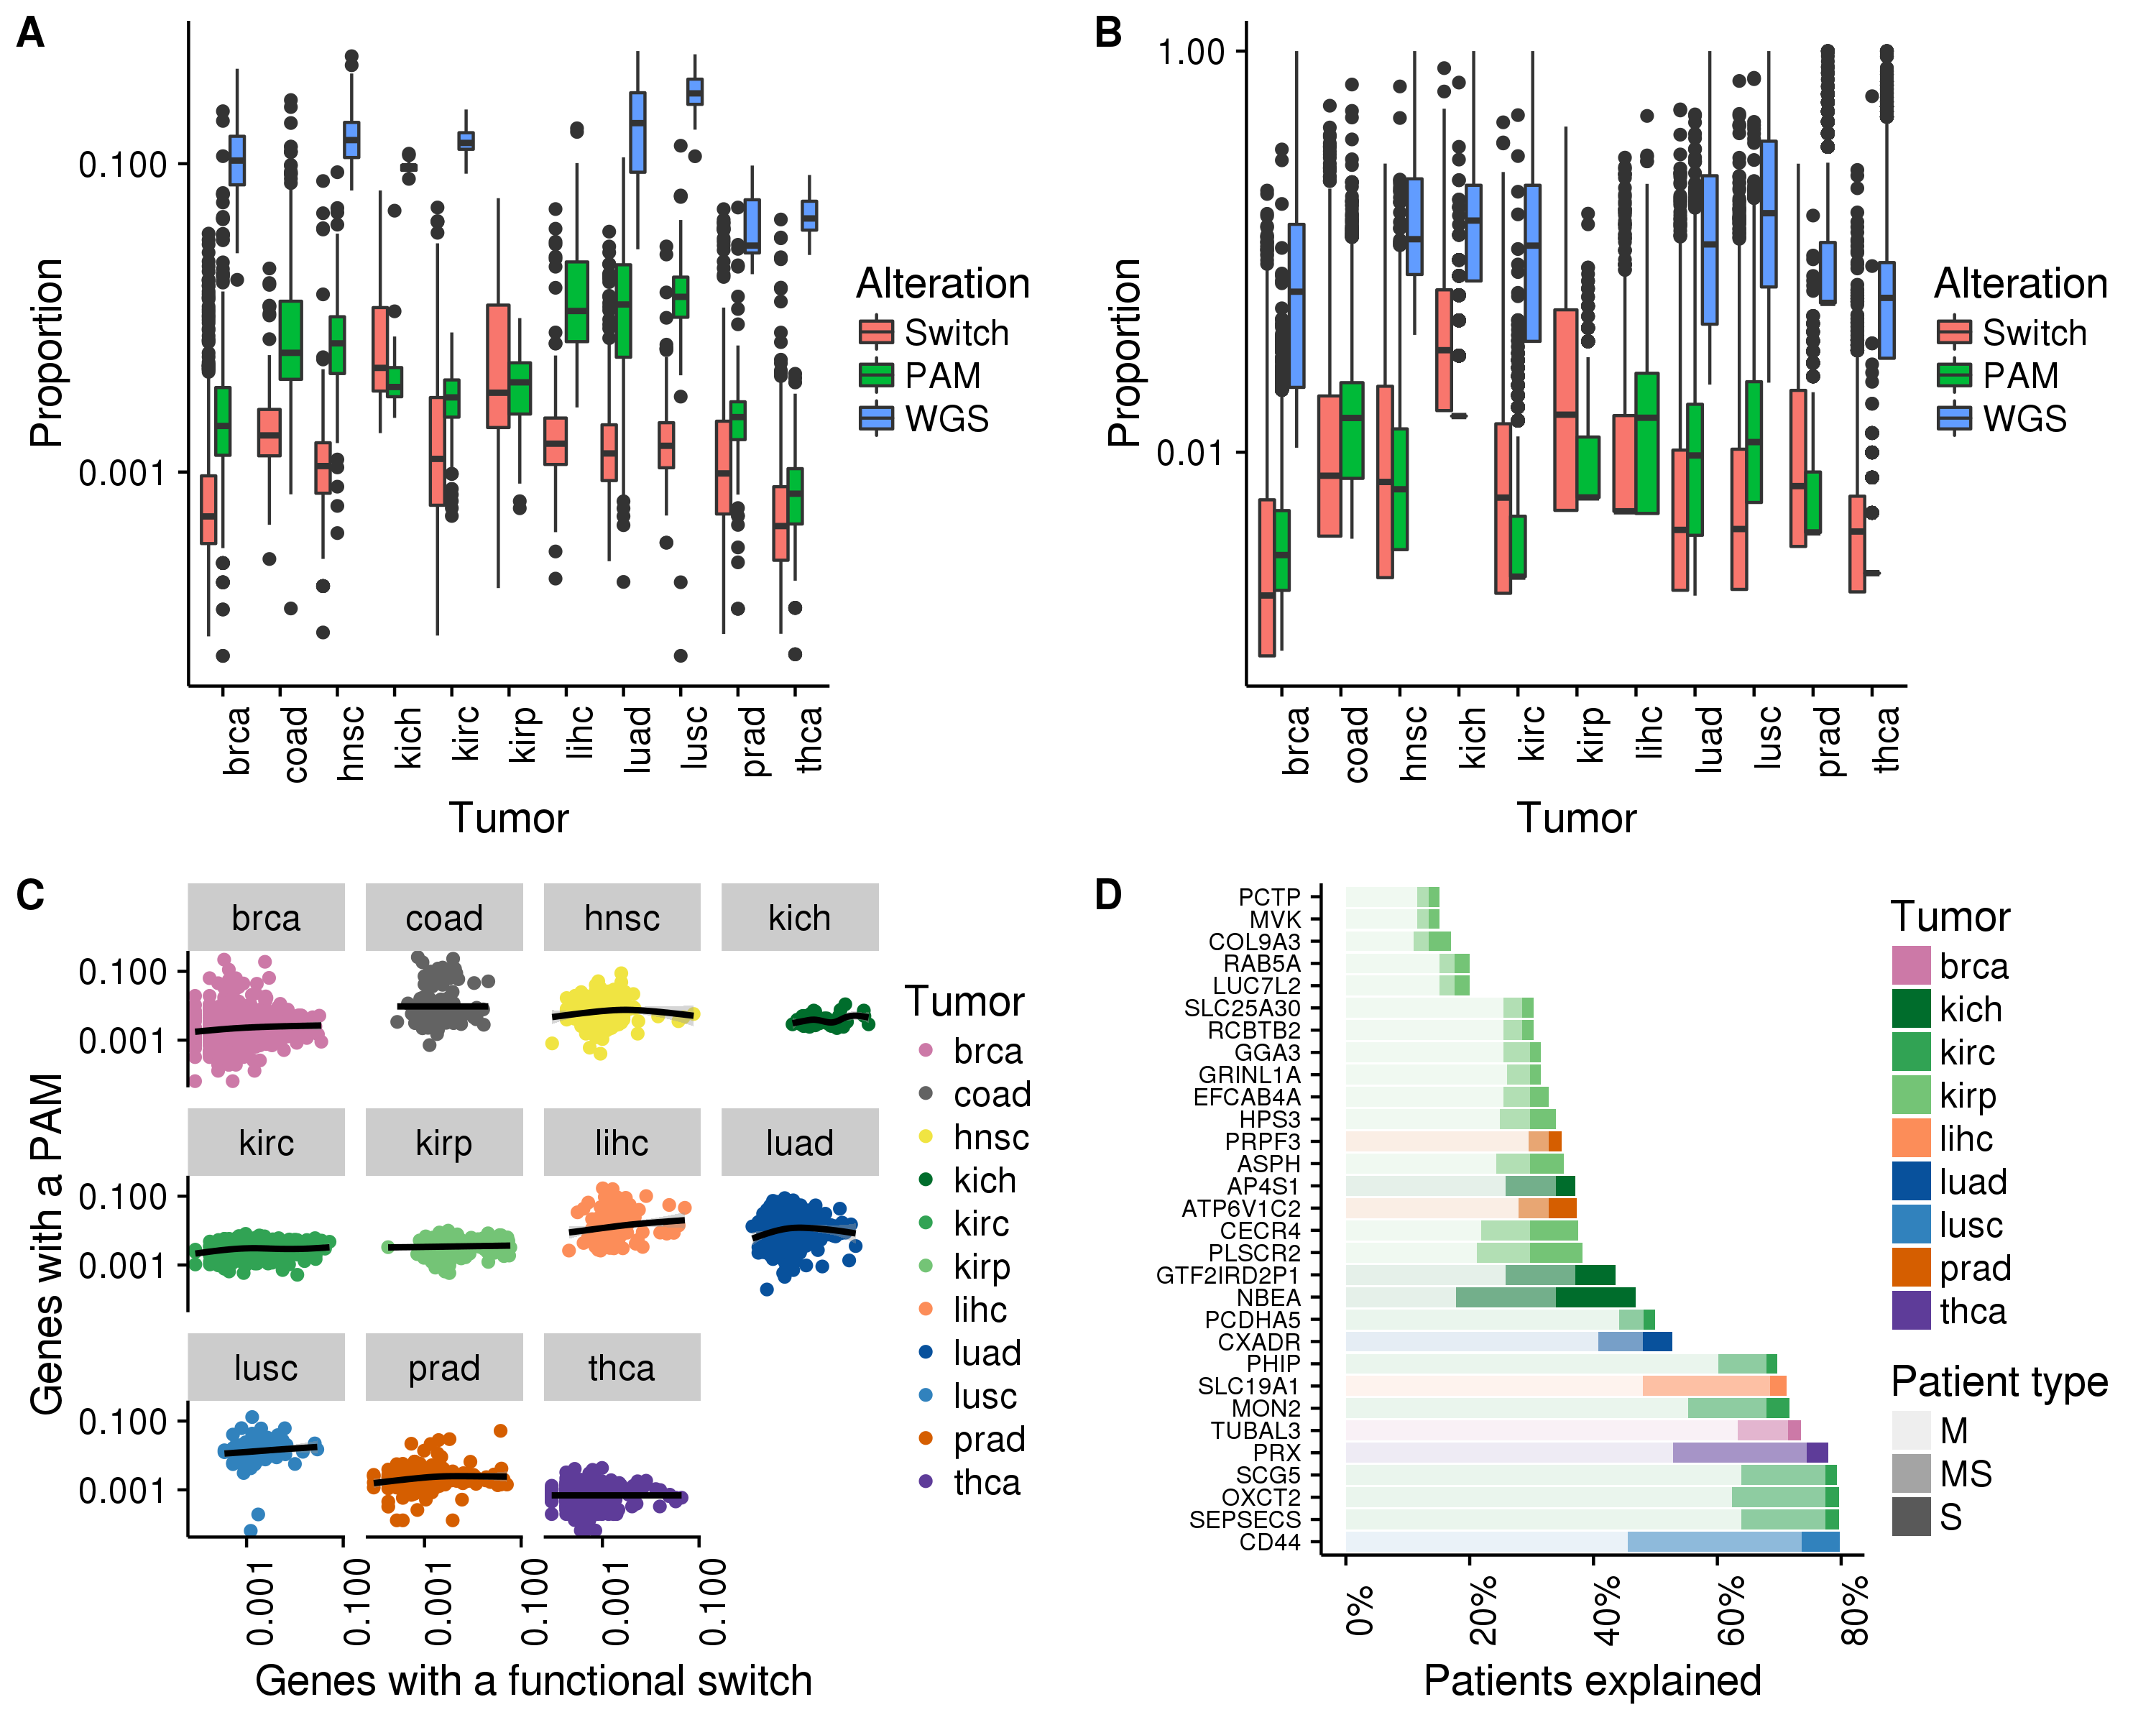 A
Proportion
0.100
0.001
brca
coad
hnsc
kich
kirc
kirp
lihc
luad
lusc
prad
thca
Tumor
Alteration
Switch
PAM
WGS
B
Proportion
1.00
0.01
brca
coad
hnsc
kich
kirc
kirp
lihc
luad
lusc
prad
thca
Tumor
Alteration
Switch
PAM
WGS
C
Genes with a PAM
brca
coad
hnsc
kich
0.100
0.001
kirc
kirp
lihc
luad
0.100
0.001
lusc
prad
thca
0.100
0.001
0.001
0.100
0.001
0.100
0.001
0.100
Genes with a functional switch
Tumor
brca
coad
hnsc
kich
kirc
kirp
lihc
luad
lusc
prad
thca
D
PCTP
MVK
COL9A3
RAB5A
LUC7L2
SLC25A30
RCBTB2
GGA3
GRINL1A
EFCAB4A
HPS3
PRPF3
ASPH
AP4S1
ATP6V1C2
CECR4
PLSCR2
GTF2IRD2P1
NBEA
PCDHA5
CXADR
PHIP
SLC19A1
MON2
TUBAL3
PRX
SCG5
OXCT2
SEPSECS
CD44
0%
20%
40%
60%
80%
Patients explained
Tumor
brca
kich
kirc
kirp
lihc
luad
lusc
prad
thca
Patient type
M
MS
S